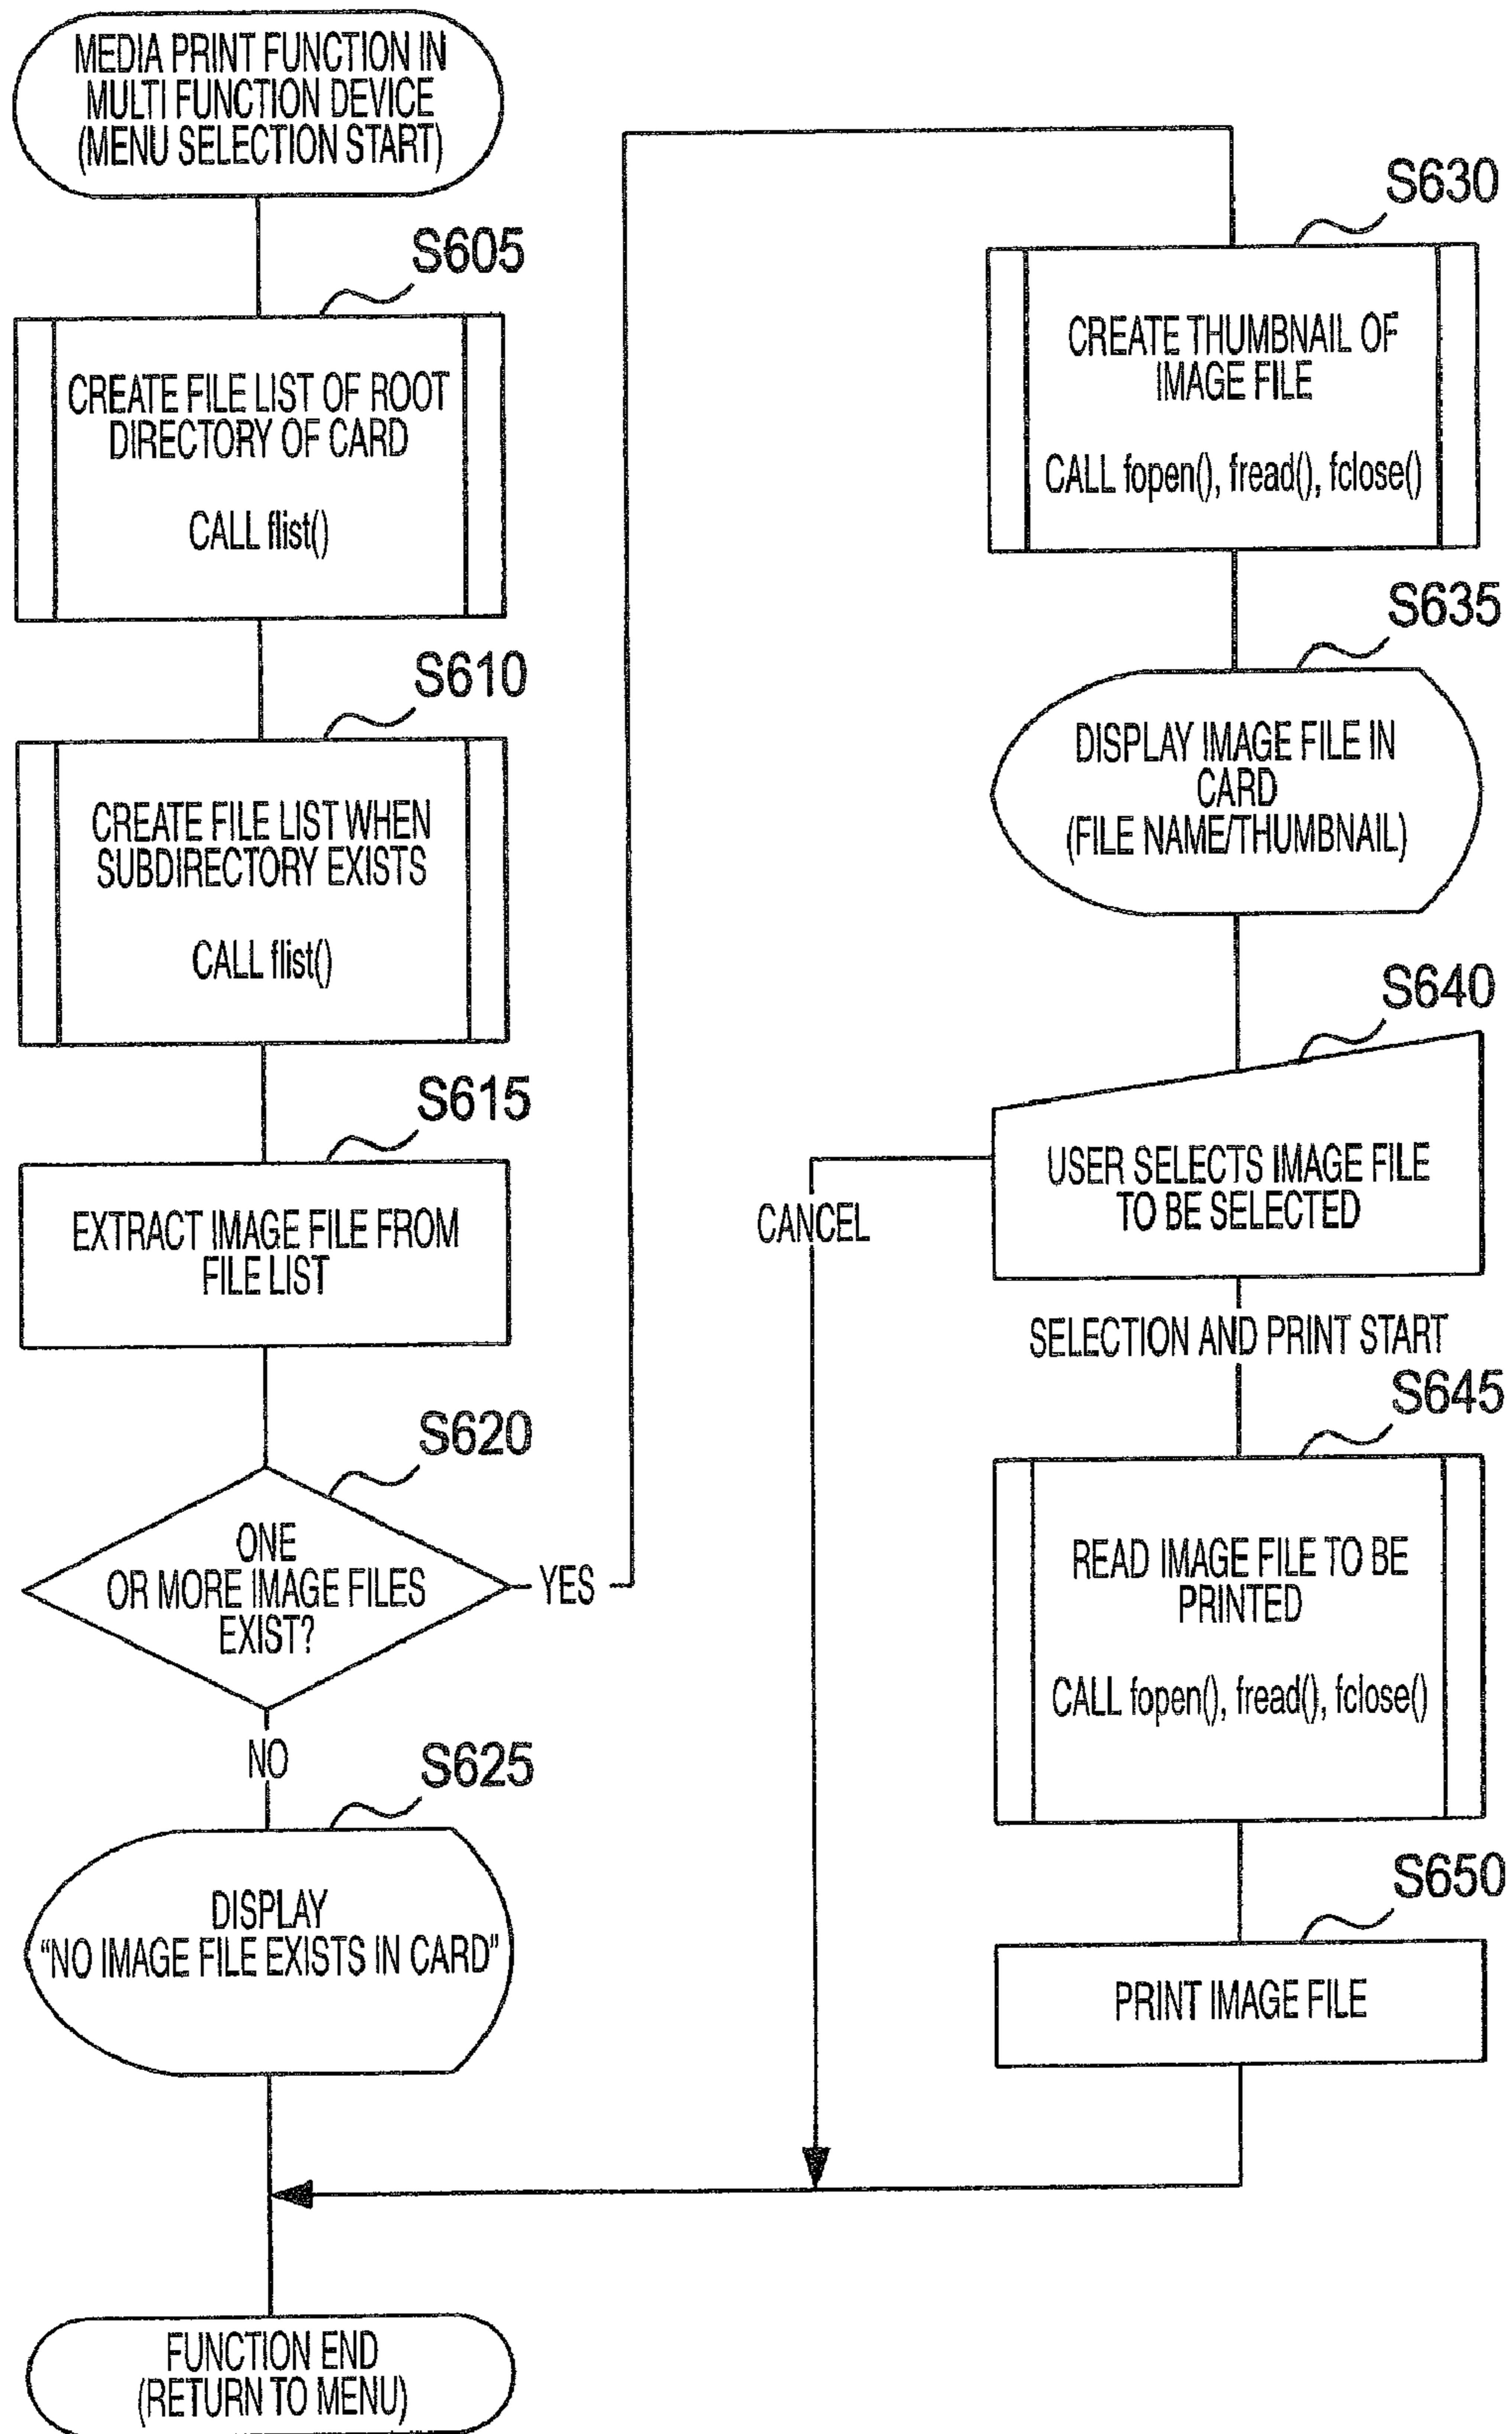 MEDIA PRINT FUNCTION IN
MULTI FUNCTION DEVICE
(MENU SELECTION START)
S605
CREATE FILE LIST OF ROOT
DIRECTORY OF CARD
CALL flist()
S610
CREATE FILE LIST WHEN
SUBDIRECTORY EXISTS
CALL flist()
S615
EXTRACT IMAGE FILE FROM
FILE LIST
S620
ONE
OR MORE IMAGE FILES
EXIST?
YES
NO
S625
DISPLAY
“NO IMAGE FILE EXISTS IN CARD”
S630
CREATE THUMBNAIL OF
IMAGE FILE
CALL fopen(), fread(), fclose()
S635
DISPLAY IMAGE FILE IN
CARD
(FILE NAME/THUMBNAIL)
S640
USER SELECTS IMAGE FILE
TO BE SELECTED
CANCEL
SELECTION AND PRINT START
S645
READ IMAGE FILE TO BE
PRINTED
CALL fopen(), fread(), fclose()
S650
PRINT IMAGE FILE
FUNCTION END
(RETURN TO MENU)